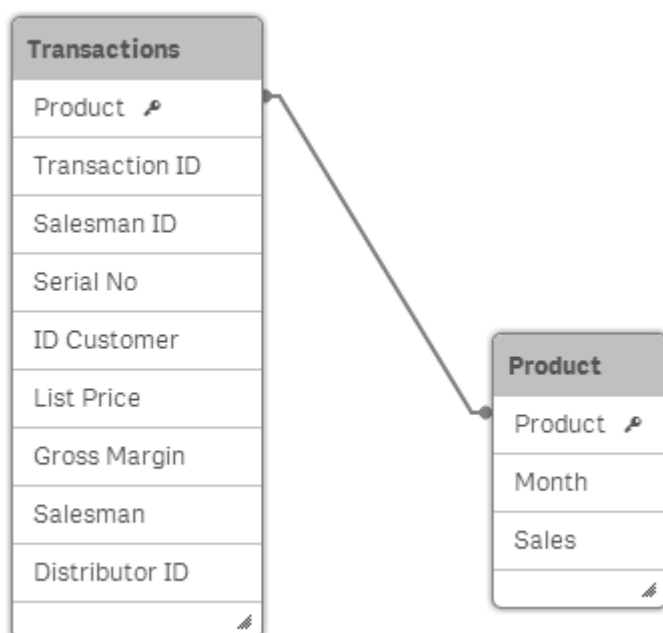 Transactions
Product
Transaction ID
Salesman ID
Serial No
ID Customer
List Price
Gross Margin
Salesman
Distributor ID
Product
Product
Month
Sales